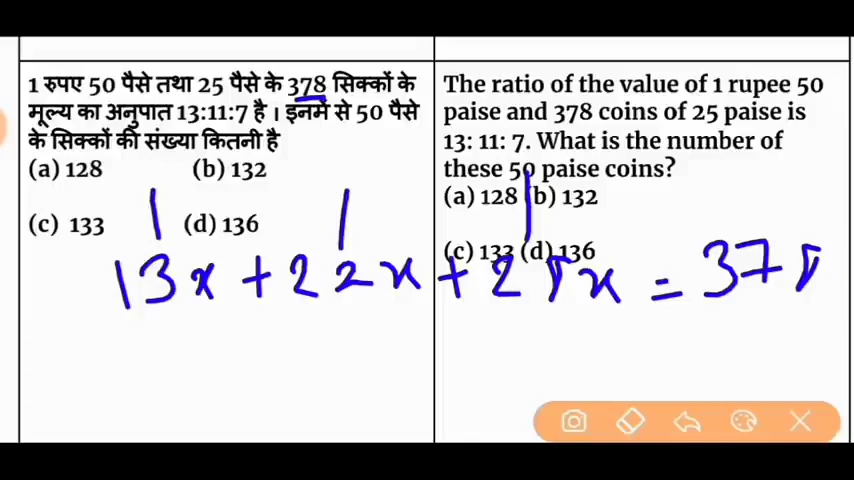 1 रुपए 50 पैसे तथा 25 पैसे के 378 सिक्कों के
मूल्य का अनुपात 13:11:7 है । इनमें से 50 पैसे
के सिक्कों की संख्या कितनी है
(a) 128 (b) 132
(c) 133 (d) 136
The ratio of the value of 1 rupee 50
paise and 378 coins of 25 paise is
13: 11: 7. What is the number of
these 50 paise coins?
(a) 128 (b) 132
(c) 133 (d) 136
13x + 22x + 28x = 378